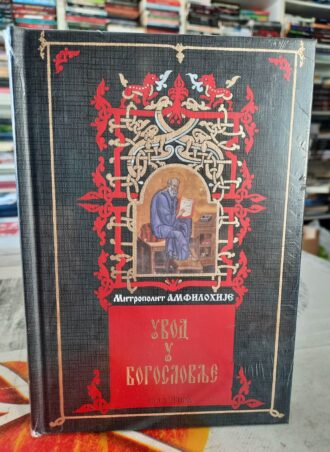 Митрополит АМФИЛОХИЈЕ
УВОД
У
БОГОСЛОВЉЕ